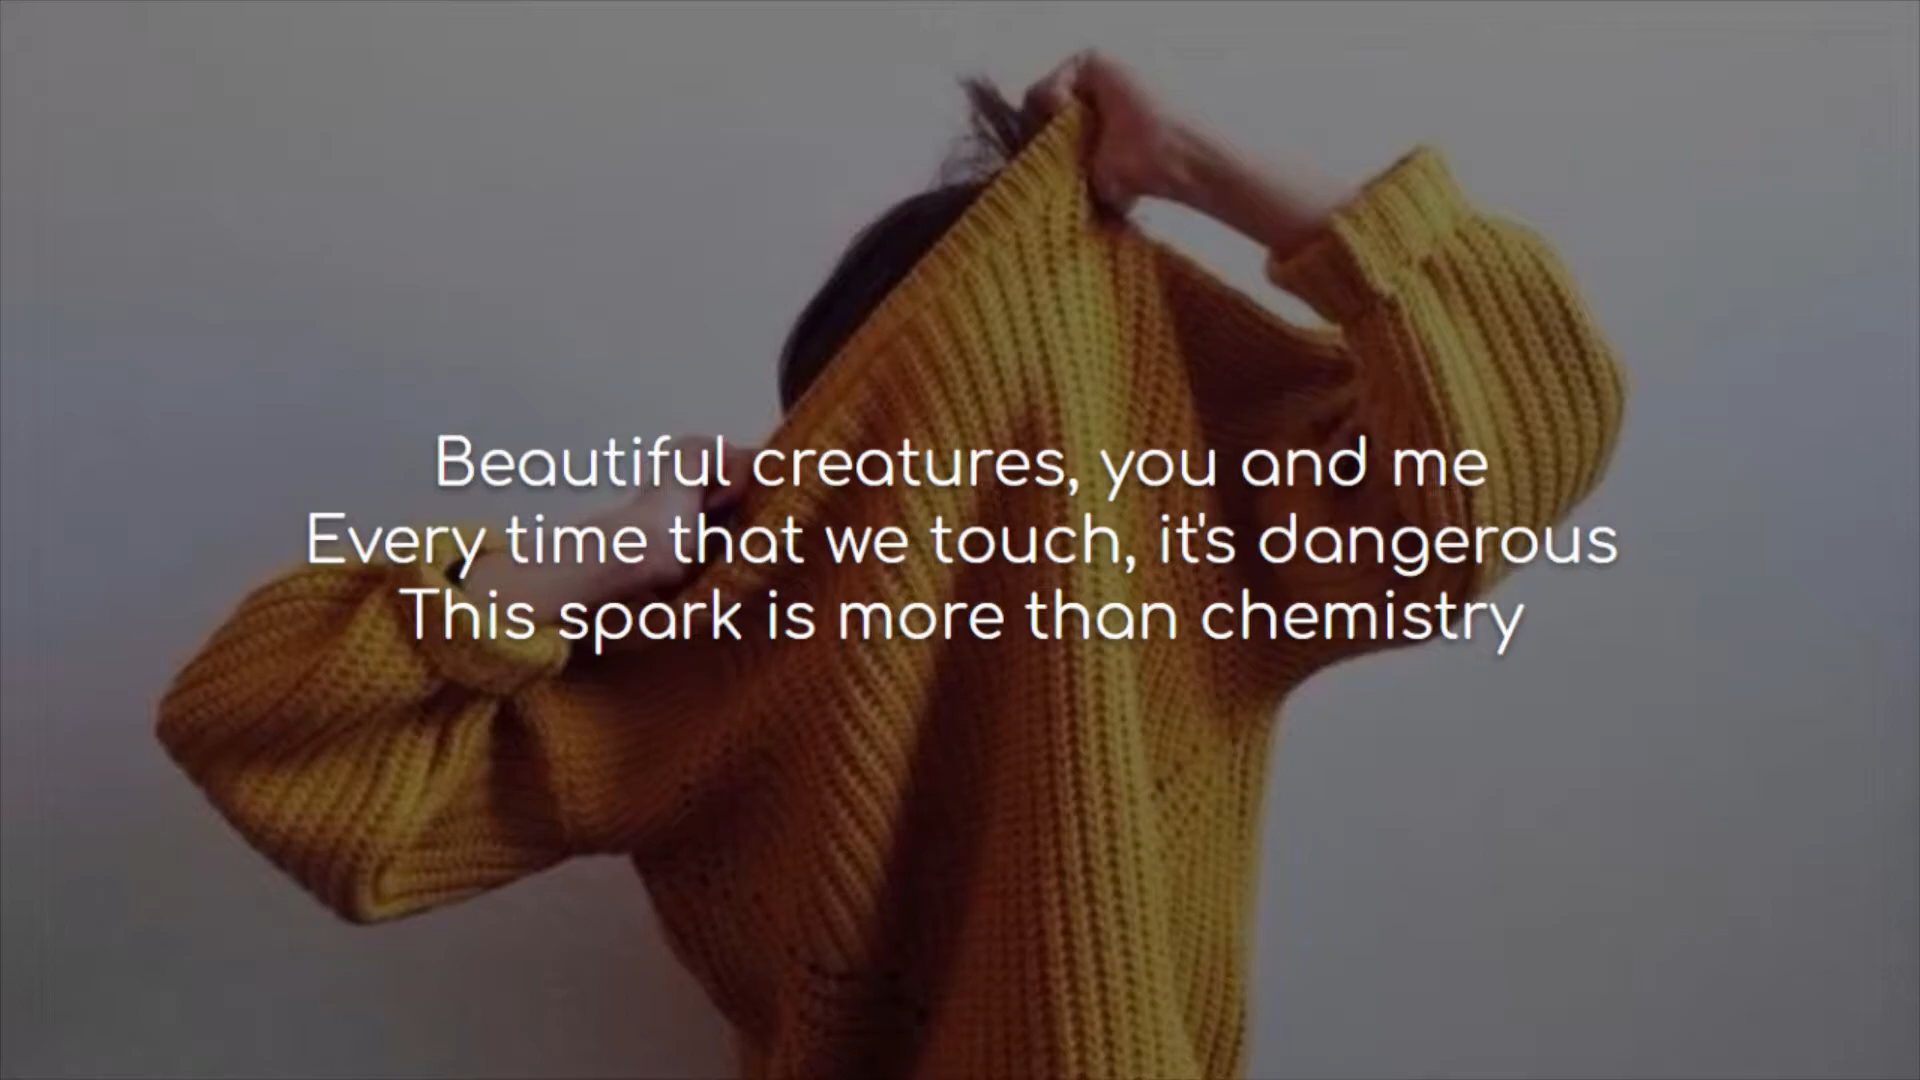 Beautiful creatures, you and me
Every time that we touch, it's dangerous
This spark is more than chemistry